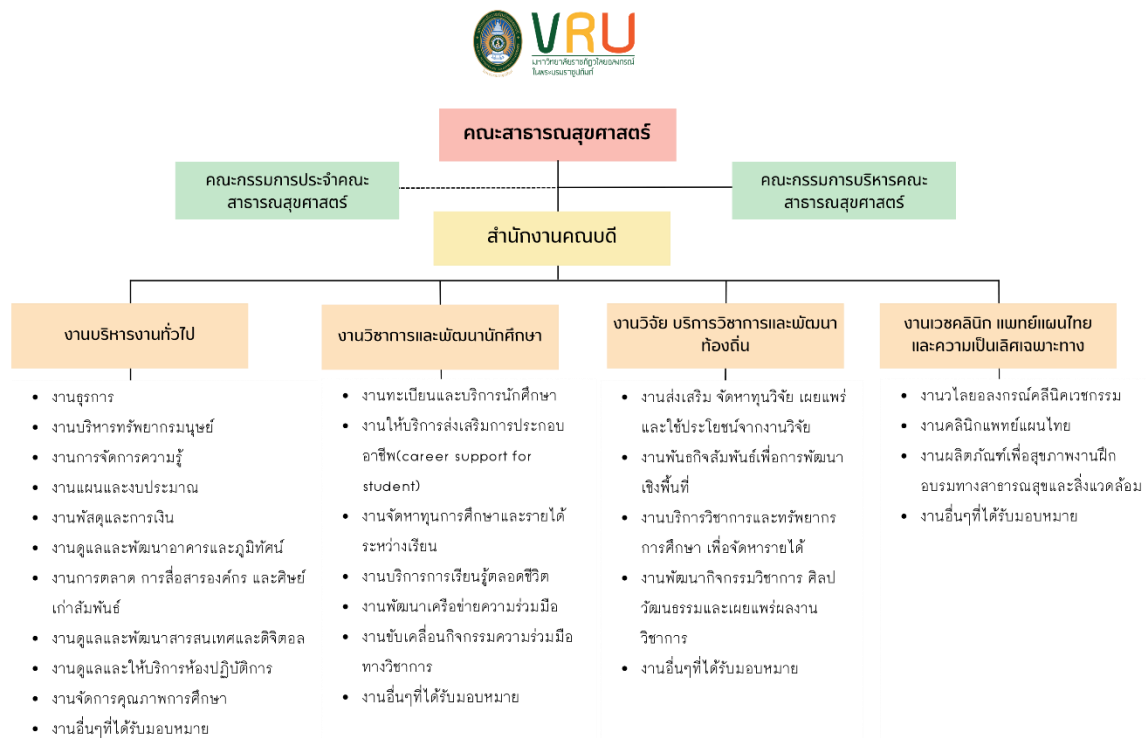 VRU
มหาวิทยาลัยราชภัฏวไลยอลงกรณ์
ในพระบรมราชูปถัมภ์
คณะสาธารณสุขศาสตร์
คณะกรรมการประจำคณะ
สาธารณสุขศาสตร์
คณะกรรมการบริหารคณะ
สาธารณสุขศาสตร์
สำนักงานคณบดี
งานบริหารงานทั่วไป
• งานธุรการ
• งานบริหารทรัพยากรมนุษย์
• งานการจัดการความรู้
• งานแผนและงบประมาณ
• งานพัสดุและการเงิน
• งานดูแลและพัฒนาอาคารและภูมิทัศน์
• งานการตลาด การสื่อสารองค์กร และศิษย์
เก่าสัมพันธ์
• งานดูแลและพัฒนาสารสนเทศและดิจิตอล
• งานดูแลและให้บริการห้องปฏิบัติการ
• งานจัดการคุณภาพการศึกษา
• งานอื่นๆที่ได้รับมอบหมาย
งานวิชาการและพัฒนานักศึกษา
• งานทะเบียนและบริการนักศึกษา
• งานให้บริการส่งเสริมการประกอบ
อาชีพ(career support for
student)
• งานจัดหาทุนการศึกษาและรายได้
ระหว่างเรียน
• งานบริการการเรียนรู้ตลอดชีวิต
• งานพัฒนาเครือข่ายความร่วมมือ
• งานขับเคลื่อนกิจกรรมความร่วมมือ
ทางวิชาการ
• งานอื่นๆที่ได้รับมอบหมาย
งานวิจัย บริการวิชาการและพัฒนา
ท้องถิ่น
• งานส่งเสริม จัดหาทุนวิจัย เผยแพร่
และใช้ประโยชน์จากงานวิจัย
• งานพันธกิจสัมพันธ์เพื่อการพัฒนา
เชิงพื้นที่
• งานบริการวิชาการและทรัพยากร
การศึกษา เพื่อจัดหารายได้
• งานพัฒนากิจกรรมวิชาการ ศิลป
วัฒนธรรมและเผยแพร่ผลงาน
วิชาการ
• งานอื่นๆที่ได้รับมอบหมาย
งานเวชคลินิก แพทย์แผนไทย
และความเป็นเลิศเฉพาะทาง
• งานวไลยอลงกรณ์คลีนิคเวชกรรม
• งานคลินิกแพทย์แผนไทย
• งานผลิตภัณฑ์เพื่อสุขภาพงานฝึก
อบรมทางสาธารณสุขและสิ่งแวดล้อม
• งานอื่นๆที่ได้รับมอบหมาย